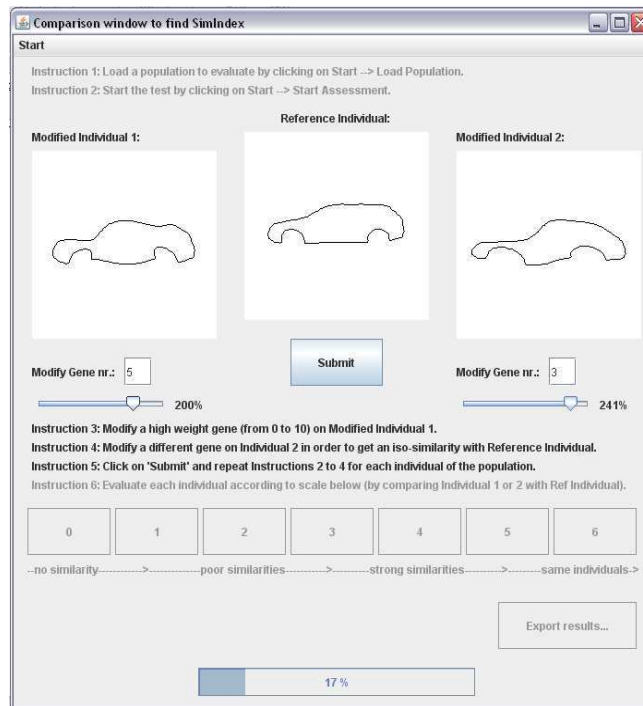 Comparison window to find SimIndex
Start
Instruction 1: Load a population to evaluate by clicking on Start --> Load Population.
Instruction 2: Start the test by clicking on Start --> Start Assessment.
Reference Individual:
Modified Individual 1:
Modified Individual 2:
Submit
Modify Gene nr.: 5
Modify Gene nr.: 3
200%
241%
Instruction 3: Modify a high weight gene (from 0 to 10) on Modified Individual 1.
Instruction 4: Modify a different gene on Individual 2 in order to get an iso-similarity with Reference Individual.
Instruction 5: Click on 'Submit' and repeat Instructions 2 to 4 for each individual of the population.
Instruction 6: Evaluate each individual according to scale below (by comparing Individual 1 or 2 with Ref Individual).
0 1 2 3 4 5 6
--no similarity-----------&gt;------------poor similarities----------&gt;---------strong similarities---------&gt;--------same individuals-&gt;
Export results...
17 %